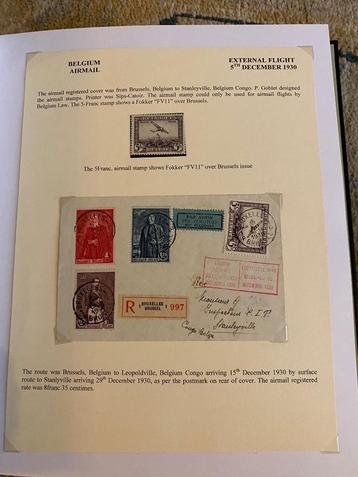 BELGIUM
AIRMAIL
EXTERNAL FLIGHT
5TH DECEMBER 1930
The airmail registered cover was from Brussels, Belgium to Stanleyville, Belgium Congo. P. Goblet designed
the airmail stamps. Printer was Sips-Catoir. The airmail stamp could only be used for airmail flights by
Belgium Law. The 5-Franc stamp shows a Fokker "FV11" over Brussels.
The 5Franc. airmail stamp shows Fokker "FV11" over Brussels issue
PAR AVION
R BRUXELLES
BRUSSEL 1 997
Stanleyville
Congo Belge
The route was Brussels, Belgium to Leopoldville, Belgium Congo arriving 15th December 1930 by surface
route to Stanlyville arriving 29th December 1930, as per the postmark on rear of cover. The airmail registered
rate was 8franc 35 centimes.